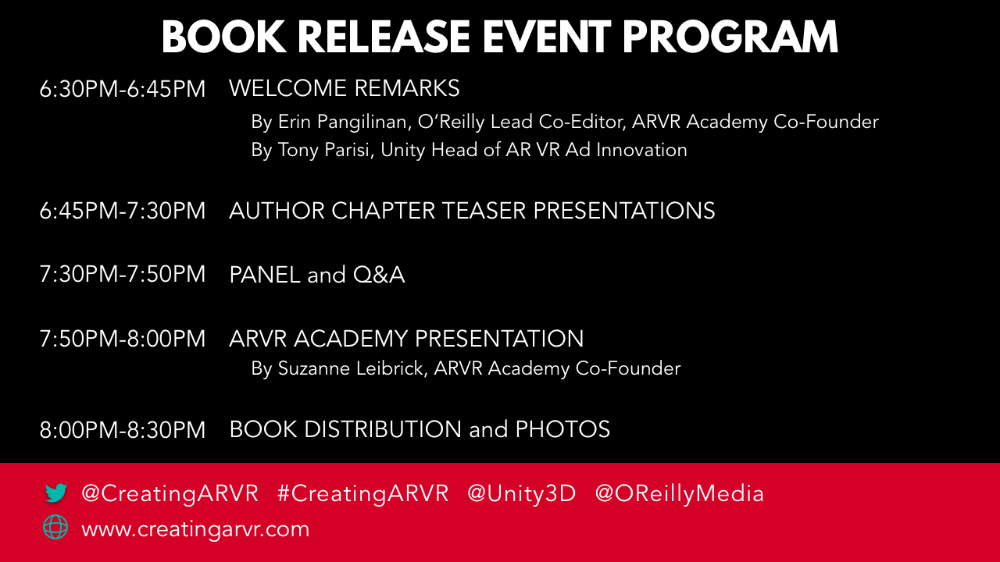 BOOK RELEASE EVENT PROGRAM
6:30PM-6:45PM WELCOME REMARKS
By Erin Pangilinan, O’Reilly Lead Co-Editor, ARVR Academy Co-Founder
By Tony Parisi, Unity Head of AR VR Ad Innovation
6:45PM-7:30PM AUTHOR CHAPTER TEASER PRESENTATIONS
7:30PM-7:50PM PANEL and Q&A
7:50PM-8:00PM ARVR ACADEMY PRESENTATION
By Suzanne Leibrick, ARVR Academy Co-Founder
8:00PM-8:30PM BOOK DISTRIBUTION and PHOTOS
@CreatingARVR #CreatingARVR @Unity3D @OReillyMedia
www.creatingarvr.com